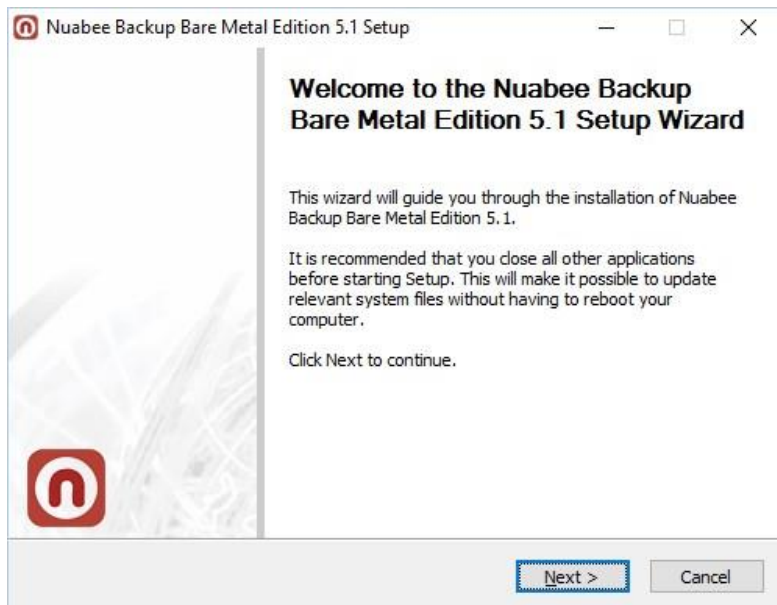 Nuabee Backup Bare Metal Edition 5.1 Setup
Welcome to the Nuabee Backup
Bare Metal Edition 5.1 Setup Wizard
This wizard will guide you through the installation of Nuabee
Backup Bare Metal Edition 5.1.
It is recommended that you close all other applications
before starting Setup. This will make it possible to update
relevant system files without having to reboot your
computer.
Click Next to continue.
Next >
Cancel